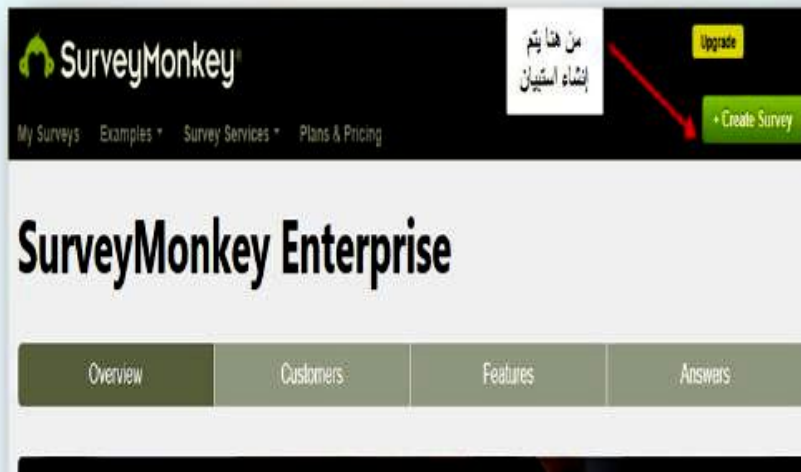 SurveyMonkey
من هنا يتم
إنشاء استبيان
Upgrade
+ Create Survey
My Surveys Examples Survey Services Plans & Pricing
SurveyMonkey Enterprise
Overview Customers Features Answers